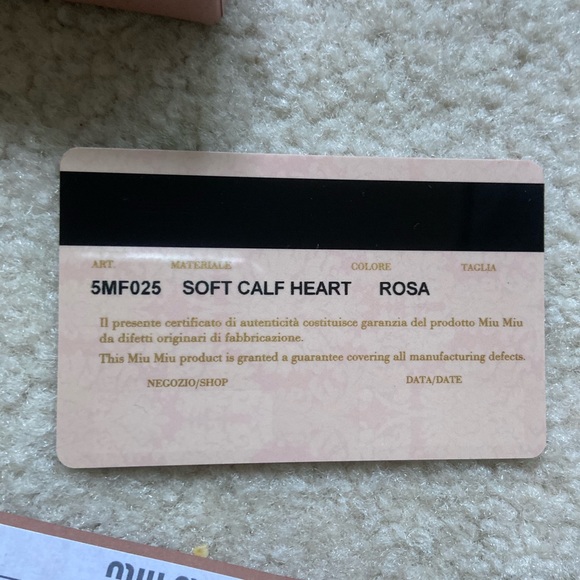 ART. MATERIALE COLORE TAGLIA
5MF025 SOFT CALF HEART ROSA
Il presente certificato di autenticità costituisce garanzia del prodotto Miu Miu
da difetti originari di fabbricazione.
This Miu Miu product is granted a guarantee covering all manufacturing defects.
NEGOZIO/SHOP DATA/DATE